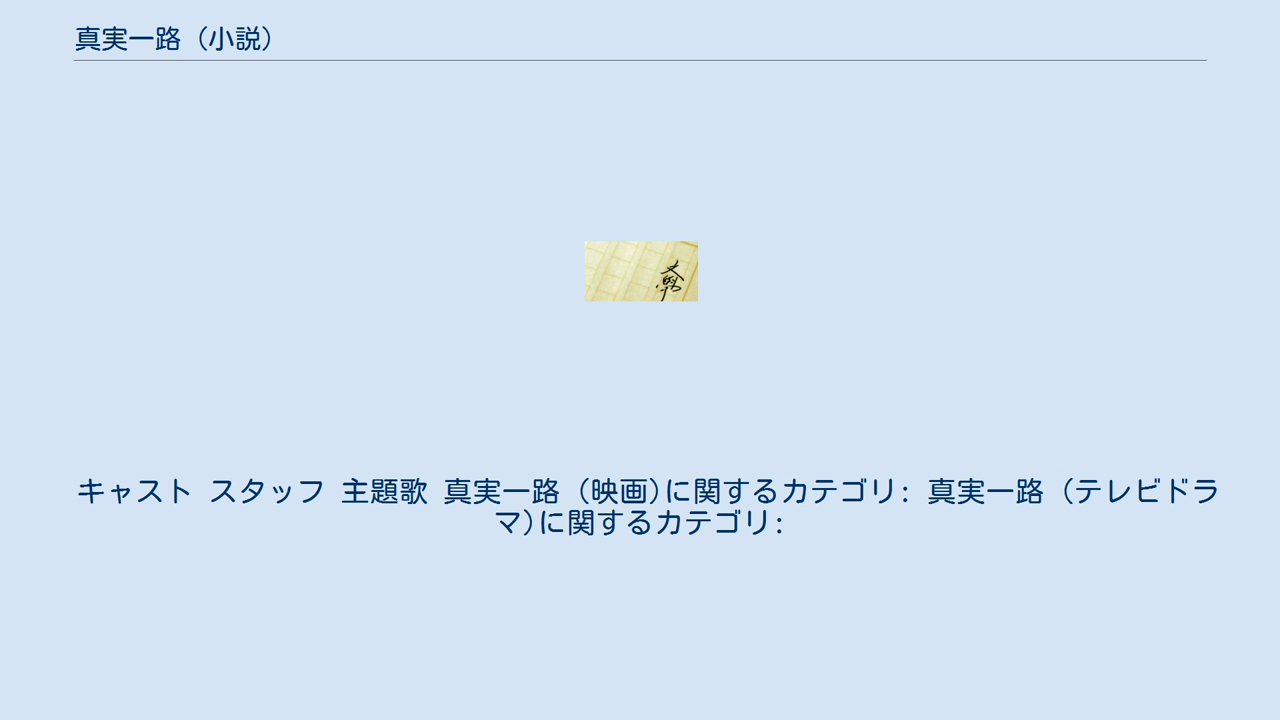 真実一路 (小説)
キャスト スタッフ 主題歌 真実一路 (映画)に関するカテゴリ: 真実一路 (テレビドラ
マ)に関するカテゴリ: